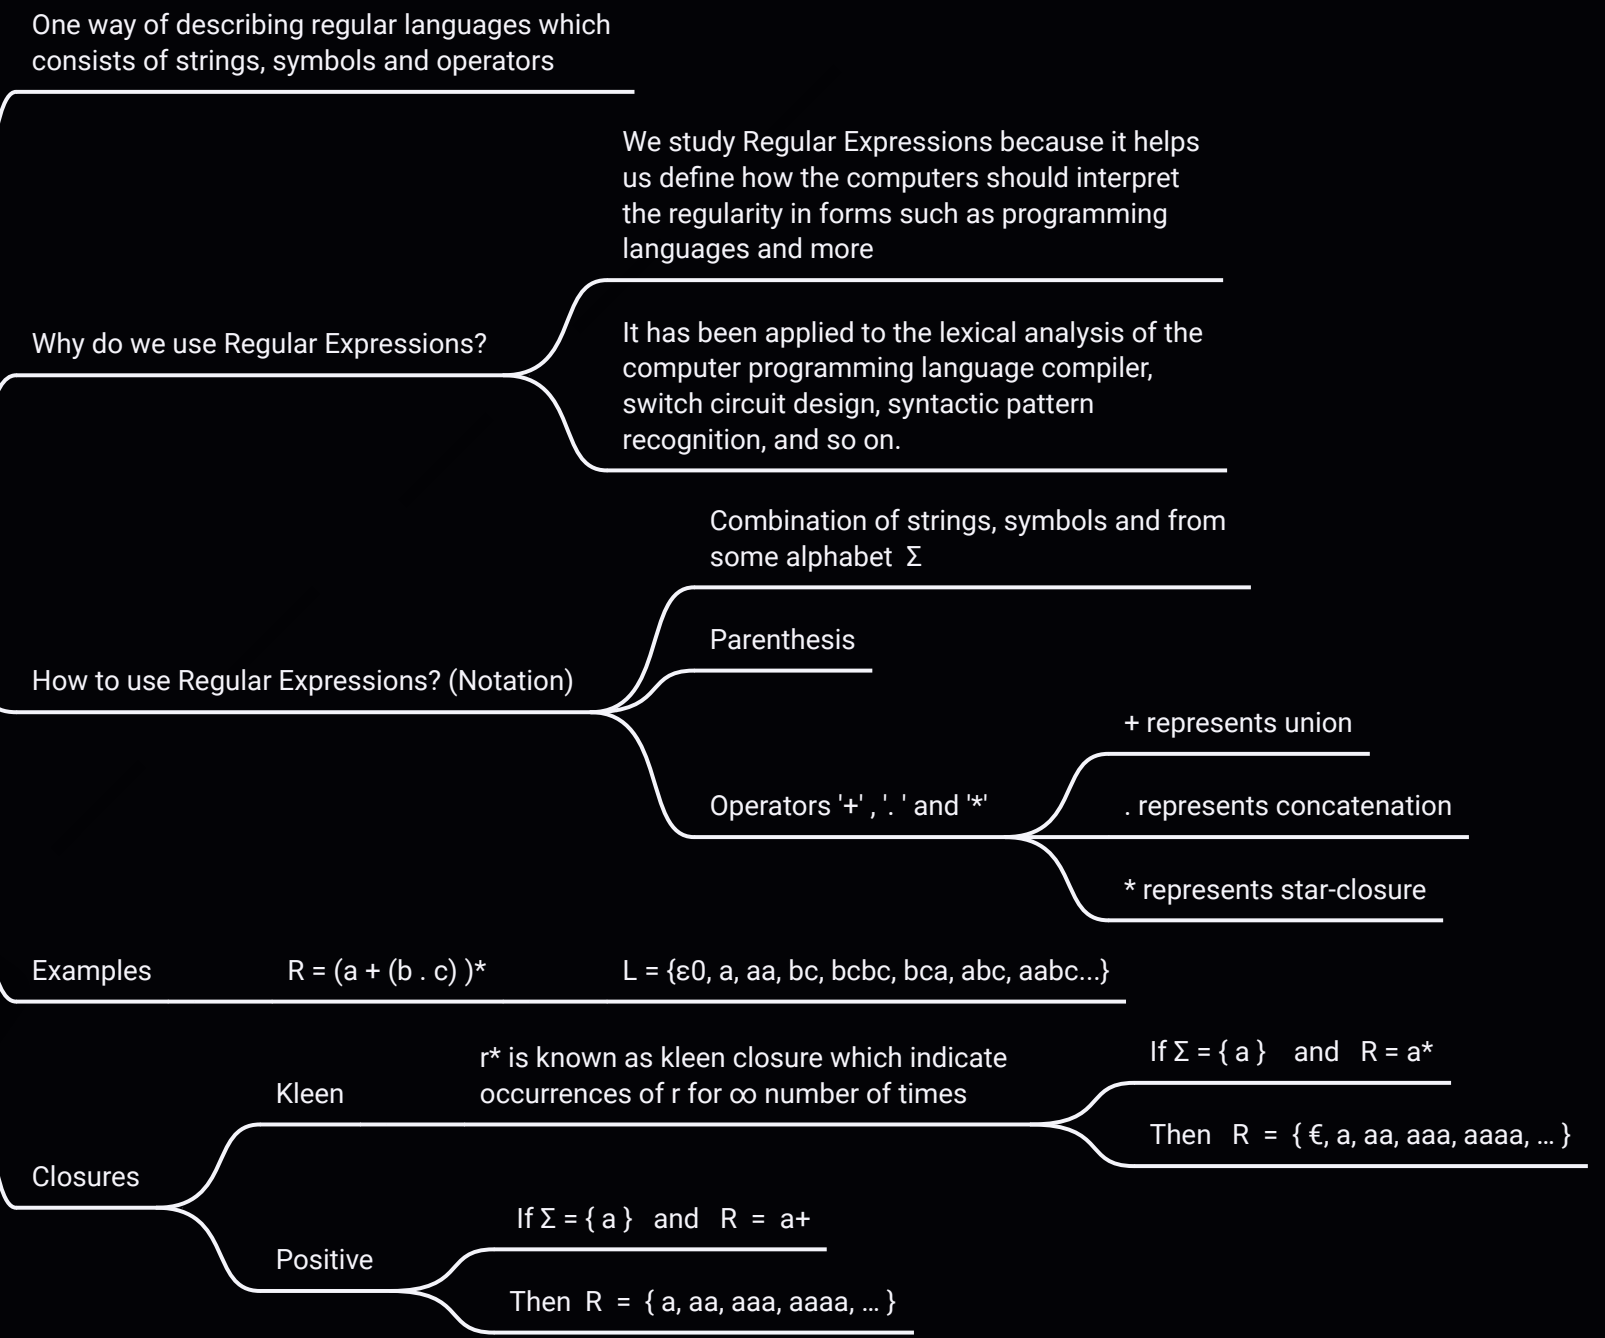 One way of describing regular languages which
consists of strings, symbols and operators
We study Regular Expressions because it helps
us define how the computers should interpret
the regularity in forms such as programming
languages and more
Why do we use Regular Expressions?
It has been applied to the lexical analysis of the
computer programming language compiler,
switch circuit design, syntactic pattern
recognition, and so on.
Combination of strings, symbols and from
some alphabet Σ
Parenthesis
How to use Regular Expressions? (Notation)
+ represents union
Operators '+' , '. ' and '*'
. represents concatenation
* represents star-closure
Examples
R = (a + (b . c) )*
L = {ε0, a, aa, bc, bcbc, bca, abc, aabc...}
Closures
Kleen
r* is known as kleen closure which indicate
occurrences of r for ∞ number of times
If Σ = { a } and R = a*
Then R = { €, a, aa, aaa, aaaa, ... }
Positive
If Σ = { a } and R = a+
Then R = { a, aa, aaa, aaaa, ... }